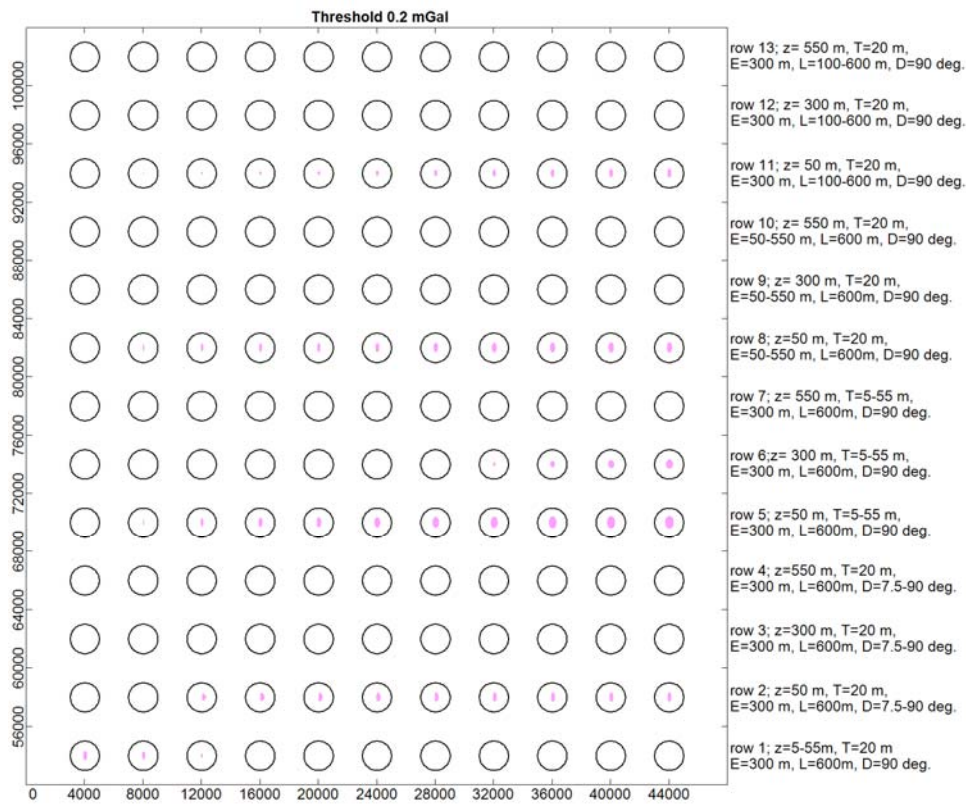 Threshold 0.2 mGal
row 13; z= 550 m, T=20 m,
E=300 m, L=100-600 m, D=90 deg.
row 12; z= 300 m, T=20 m,
E=300 m, L=100-600 m, D=90 deg.
row 11; z= 50 m, T=20 m,
E=300 m, L=100-600 m, D=90 deg.
row 10; z= 550 m, T=20 m,
E=50-550 m, L=600 m, D=90 deg.
row 9; z= 300 m, T=20 m,
E=50-550 m, L=600m, D=90 deg.
row 8; z=50 m, T=20 m,
E=50-550 m, L=600m, D=90 deg.
row 7; z= 550 m, T=5-55 m,
E=300 m, L=600m, D=90 deg.
row 6;z= 300 m, T=5-55 m,
E=300 m, L=600m, D=90 deg.
row 5; z=50 m, T=5-55 m,
E=300 m, L=600m, D=90 deg.
row 4; z=550 m, T=20 m,
E=300 m, L=600m, D=7.5-90 deg.
row 3; z=300 m, T=20 m,
E=300 m, L=600m, D=7.5-90 deg.
row 2; z=50 m, T=20 m,
E=300 m, L=600m, D=7.5-90 deg.
row 1; z=5-55m, T=20 m
E=300 m, L=600m, D=90 deg.
100000
96000
92000
88000
84000
80000
76000
72000
68000
64000
60000
56000
0 4000 8000 12000 16000 20000 24000 28000 32000 36000 40000 44000